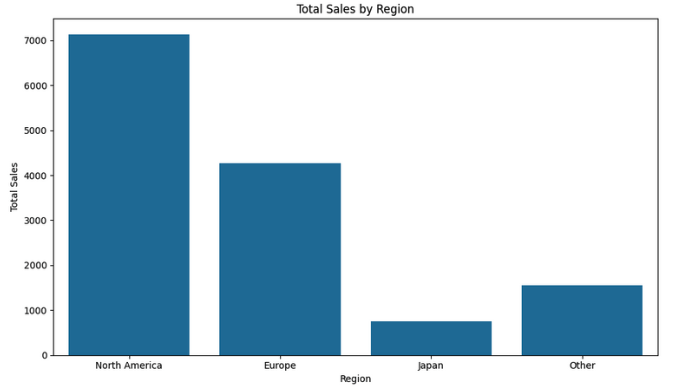 Total Sales by Region
Total Sales
7000
6000
5000
4000
3000
2000
1000
0
North America
Europe
Japan
Other
Region